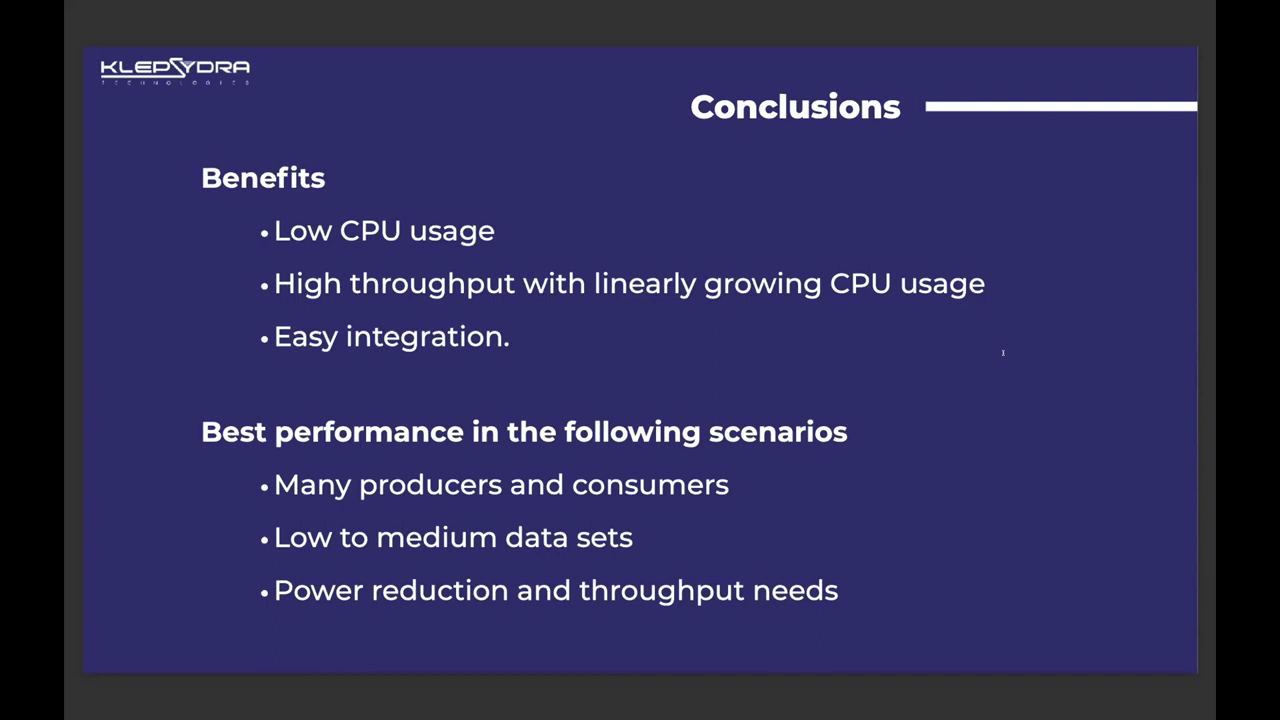 KLEPSYDRA
TECHNOLOGIES
Conclusions
Benefits
• Low CPU usage
• High throughput with linearly growing CPU usage
• Easy integration.
Best performance in the following scenarios
• Many producers and consumers
• Low to medium data sets
• Power reduction and throughput needs